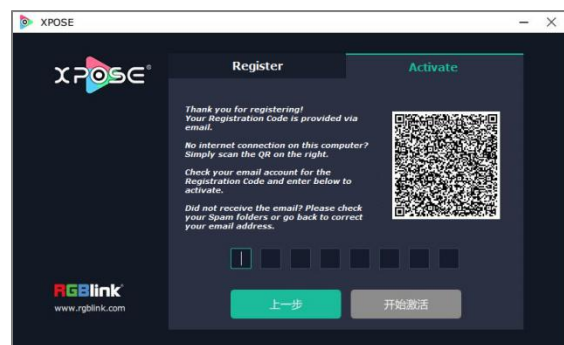 XPOSE
XPOSE®
Register
Activate
Thank you for registering!
Your Registration Code is provided via
email.
No internet connection on this computer?
Simply scan the QR on the right.
Check your email account for the
Registration Code and enter below to
activate.
Did not receive the email? Please check
your Spam folders or go back to correct
your email address.
RGBlink
www.rgblink.com
上一步
开始激活